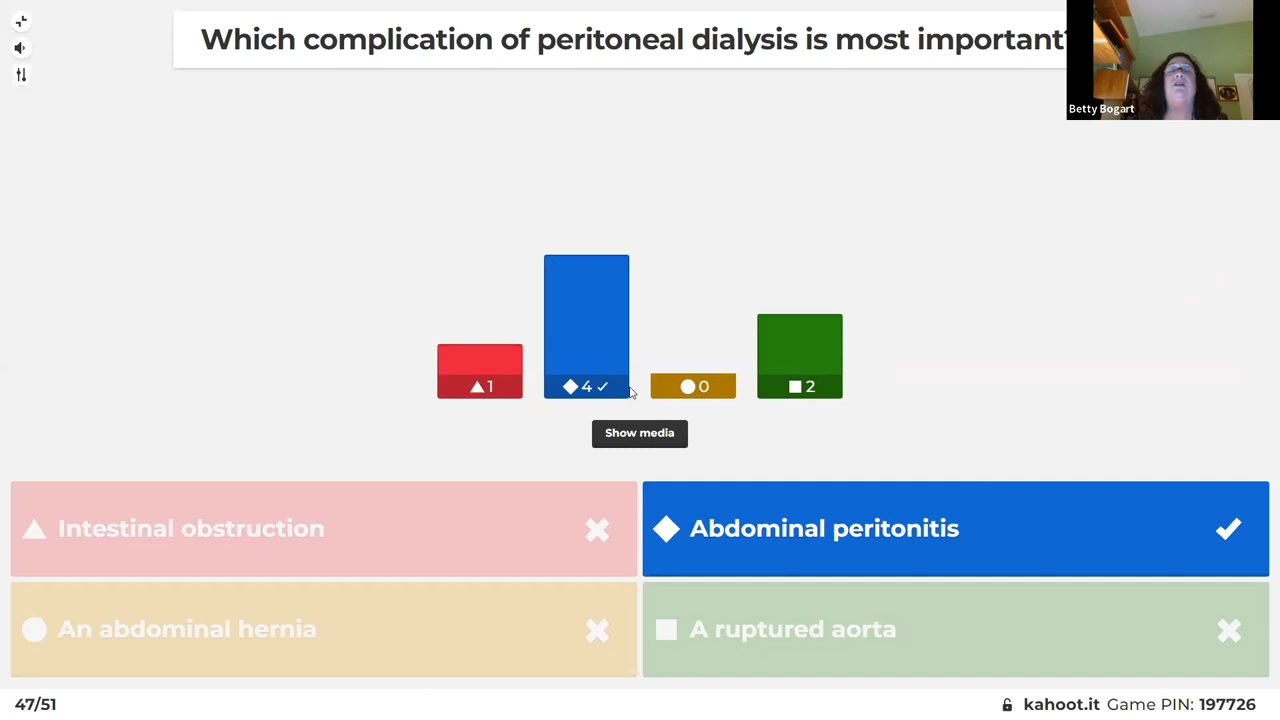 Which complication of peritoneal dialysis is most important?
Betty Bogart
1
4
0
2
Show media
Intestinal obstruction
Abdominal peritonitis
An abdominal hernia
A ruptured aorta
47/51
kahoot.it Game PIN: 197726